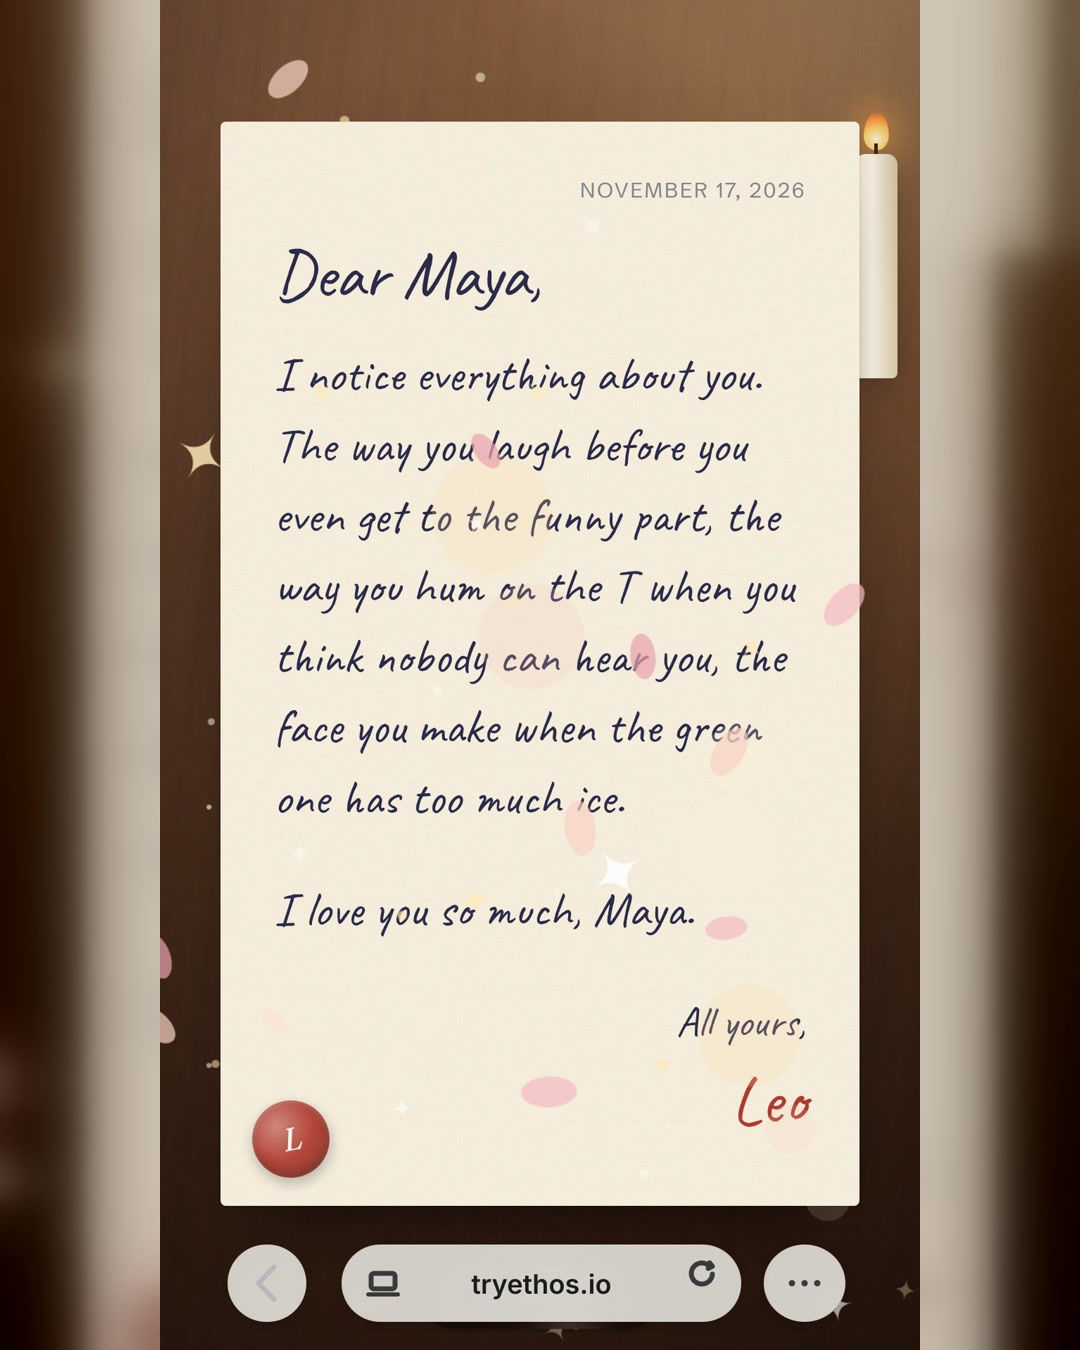 NOVEMBER 17, 2026
Dear Maya,
I notice everything about you.
The way you laugh before you
even get to the funny part, the
way you hum on the T when you
think nobody can hear you, the
face you make when the green
one has too much ice.
I love you so much, Maya.
All yours,
Leo
L
tryethos.io